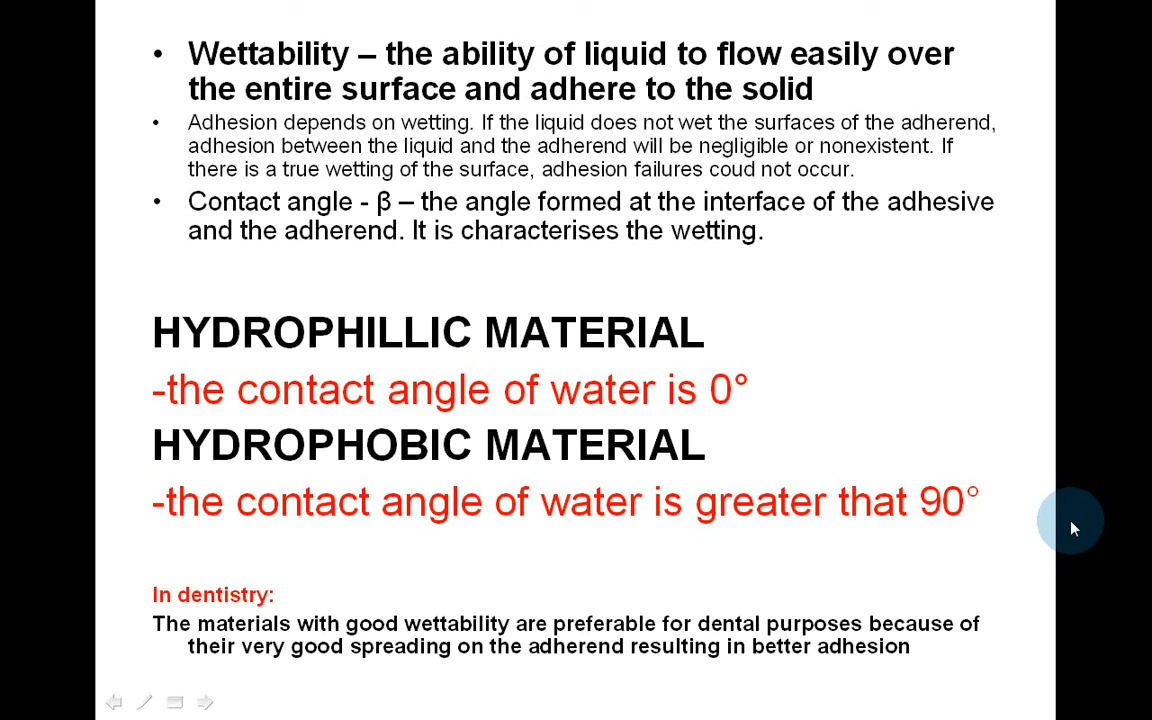 • Wettability – the ability of liquid to flow easily over
the entire surface and adhere to the solid
• Adhesion depends on wetting. If the liquid does not wet the surfaces of the adherend,
adhesion between the liquid and the adherend will be negligible or nonexistent. If
there is a true wetting of the surface, adhesion failures coud not occur.
• Contact angle - β – the angle formed at the interface of the adhesive
and the adherend. It is characterises the wetting.
HYDROPHILLIC MATERIAL
-the contact angle of water is 0°
HYDROPHOBIC MATERIAL
-the contact angle of water is greater that 90°
In dentistry:
The materials with good wettability are preferable for dental purposes because of
their very good spreading on the adherend resulting in better adhesion